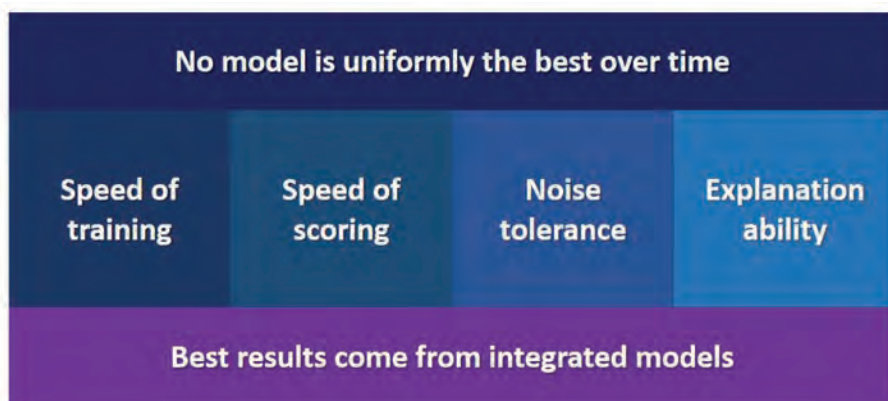 No model is uniformly the best over time
Speed of
training
Speed of
scoring
Noise
tolerance
Explanation
ability
Best results come from integrated models